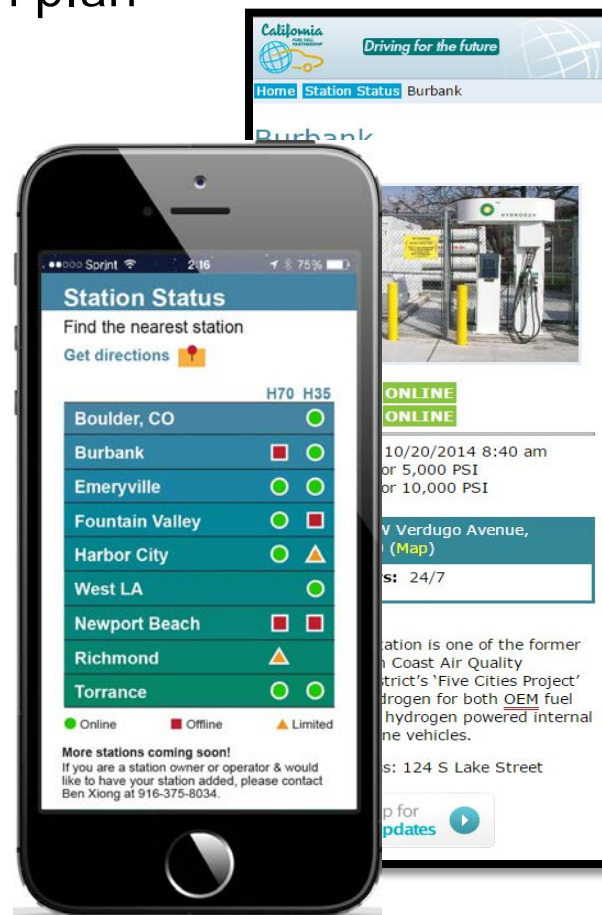 plan
California
FUEL CELL
PARTNERSHIP
Driving for the future
Home Station Status Burbank
Burbank
HYDROGEN
ONLINE
ONLINE
10/20/2014 8:40 am
or 5,000 PSI
or 10,000 PSI
Verdugo Avenue,
(Map)
24/7
ation is one of the former
Coast Air Quality
trict's 'Five Cities Project'
drogen for both OEM fuel
hydrogen powered internal
ne vehicles.
s: 124 S Lake Street
p for
pdates
Sprint 2:16 75%
Station Status
Find the nearest station
Get directions
H70 H35
Boulder, CO
Burbank
Emeryville
Fountain Valley
Harbor City
West LA
Newport Beach
Richmond
Torrance
Online Offline Limited
More stations coming soon!
If you are a station owner or operator & would
like to have your station added, please contact
Ben Xiong at 916-375-8034.